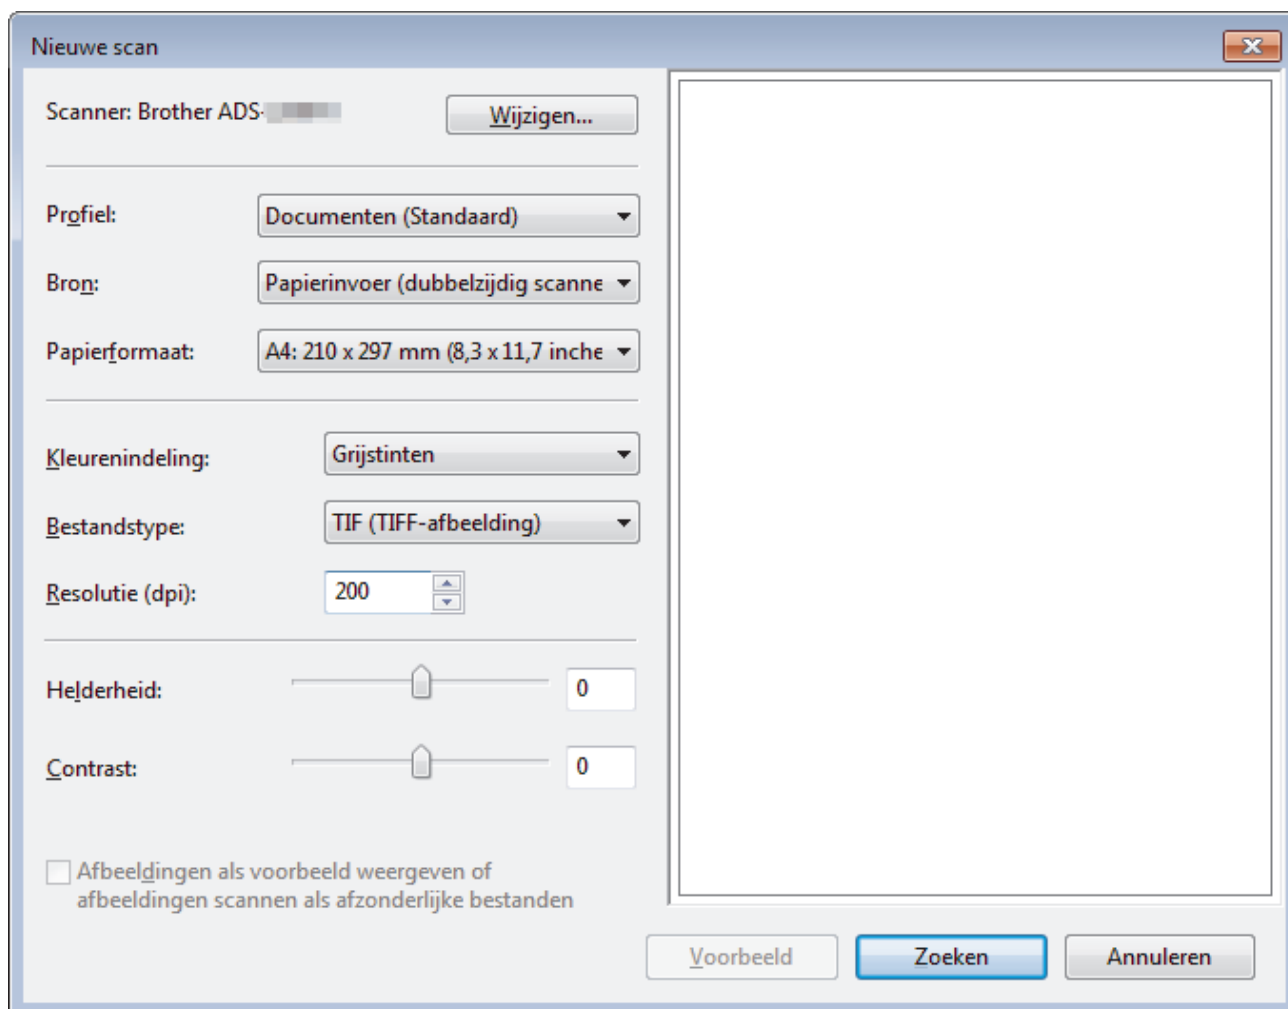 Nieuwe scan
Scanner: Brother ADS-
Wijzigen...
Profiel:
Documenten (Standaard)
Bron:
Papierinvoer (dubbelzijdig scanne
Papierformaat:
A4: 210 x 297 mm (8,3 x 11,7 inche
Kleurenindeling:
Grijstinten
Bestandstype:
TIF (TIFF-afbeelding)
Resolutie (dpi):
200
Helderheid:
0
Contrast:
0
Afbeeldingen als voorbeeld weergeven of
afbeeldingen scannen als afzonderlijke bestanden
Voorbeeld
Zoeken
Annuleren